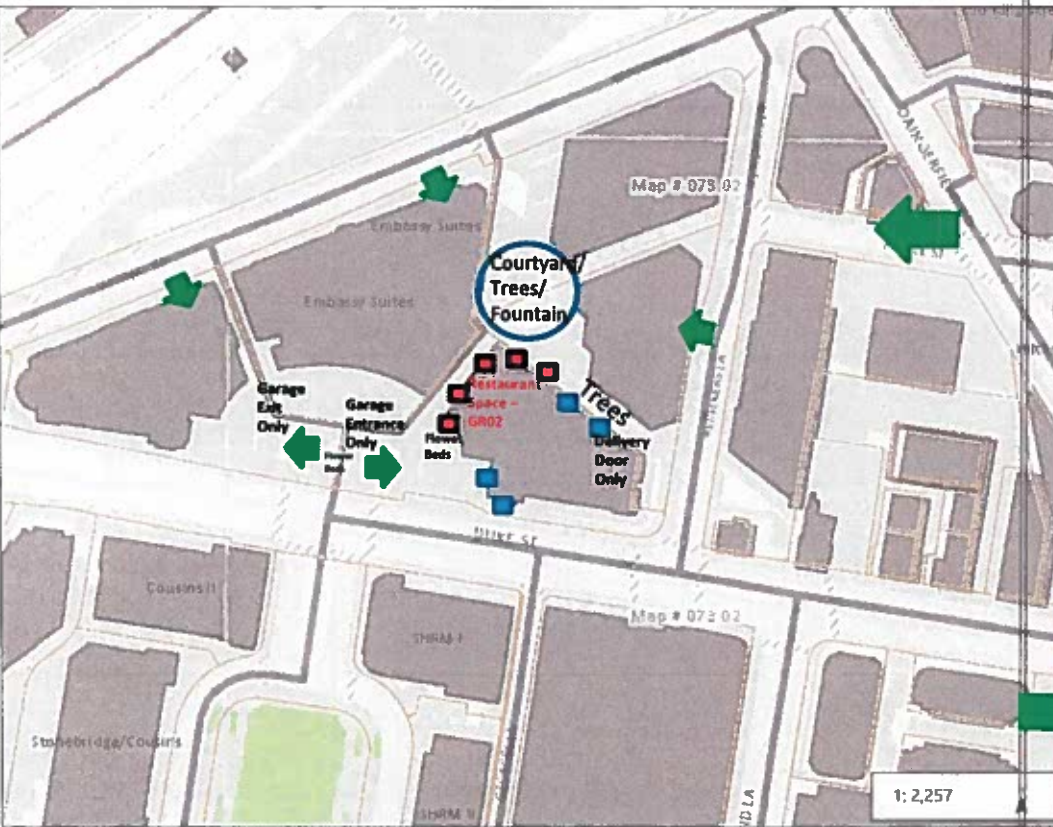 Map # 073.02
Embassy Suites
Embassy Suites
Courtyard/
Trees/
Fountain
Restaurant
Space –
GR02
Trees
Garage
Exit
Only
Garage
Entrance
Only
Flower
Beds
Flower
Beds
Delivery
Door
Only
DUKE ST
Cousins II
Map # 073.02
SHRM I
Stonebridge/Cousins
SHRM II
1: 2,257